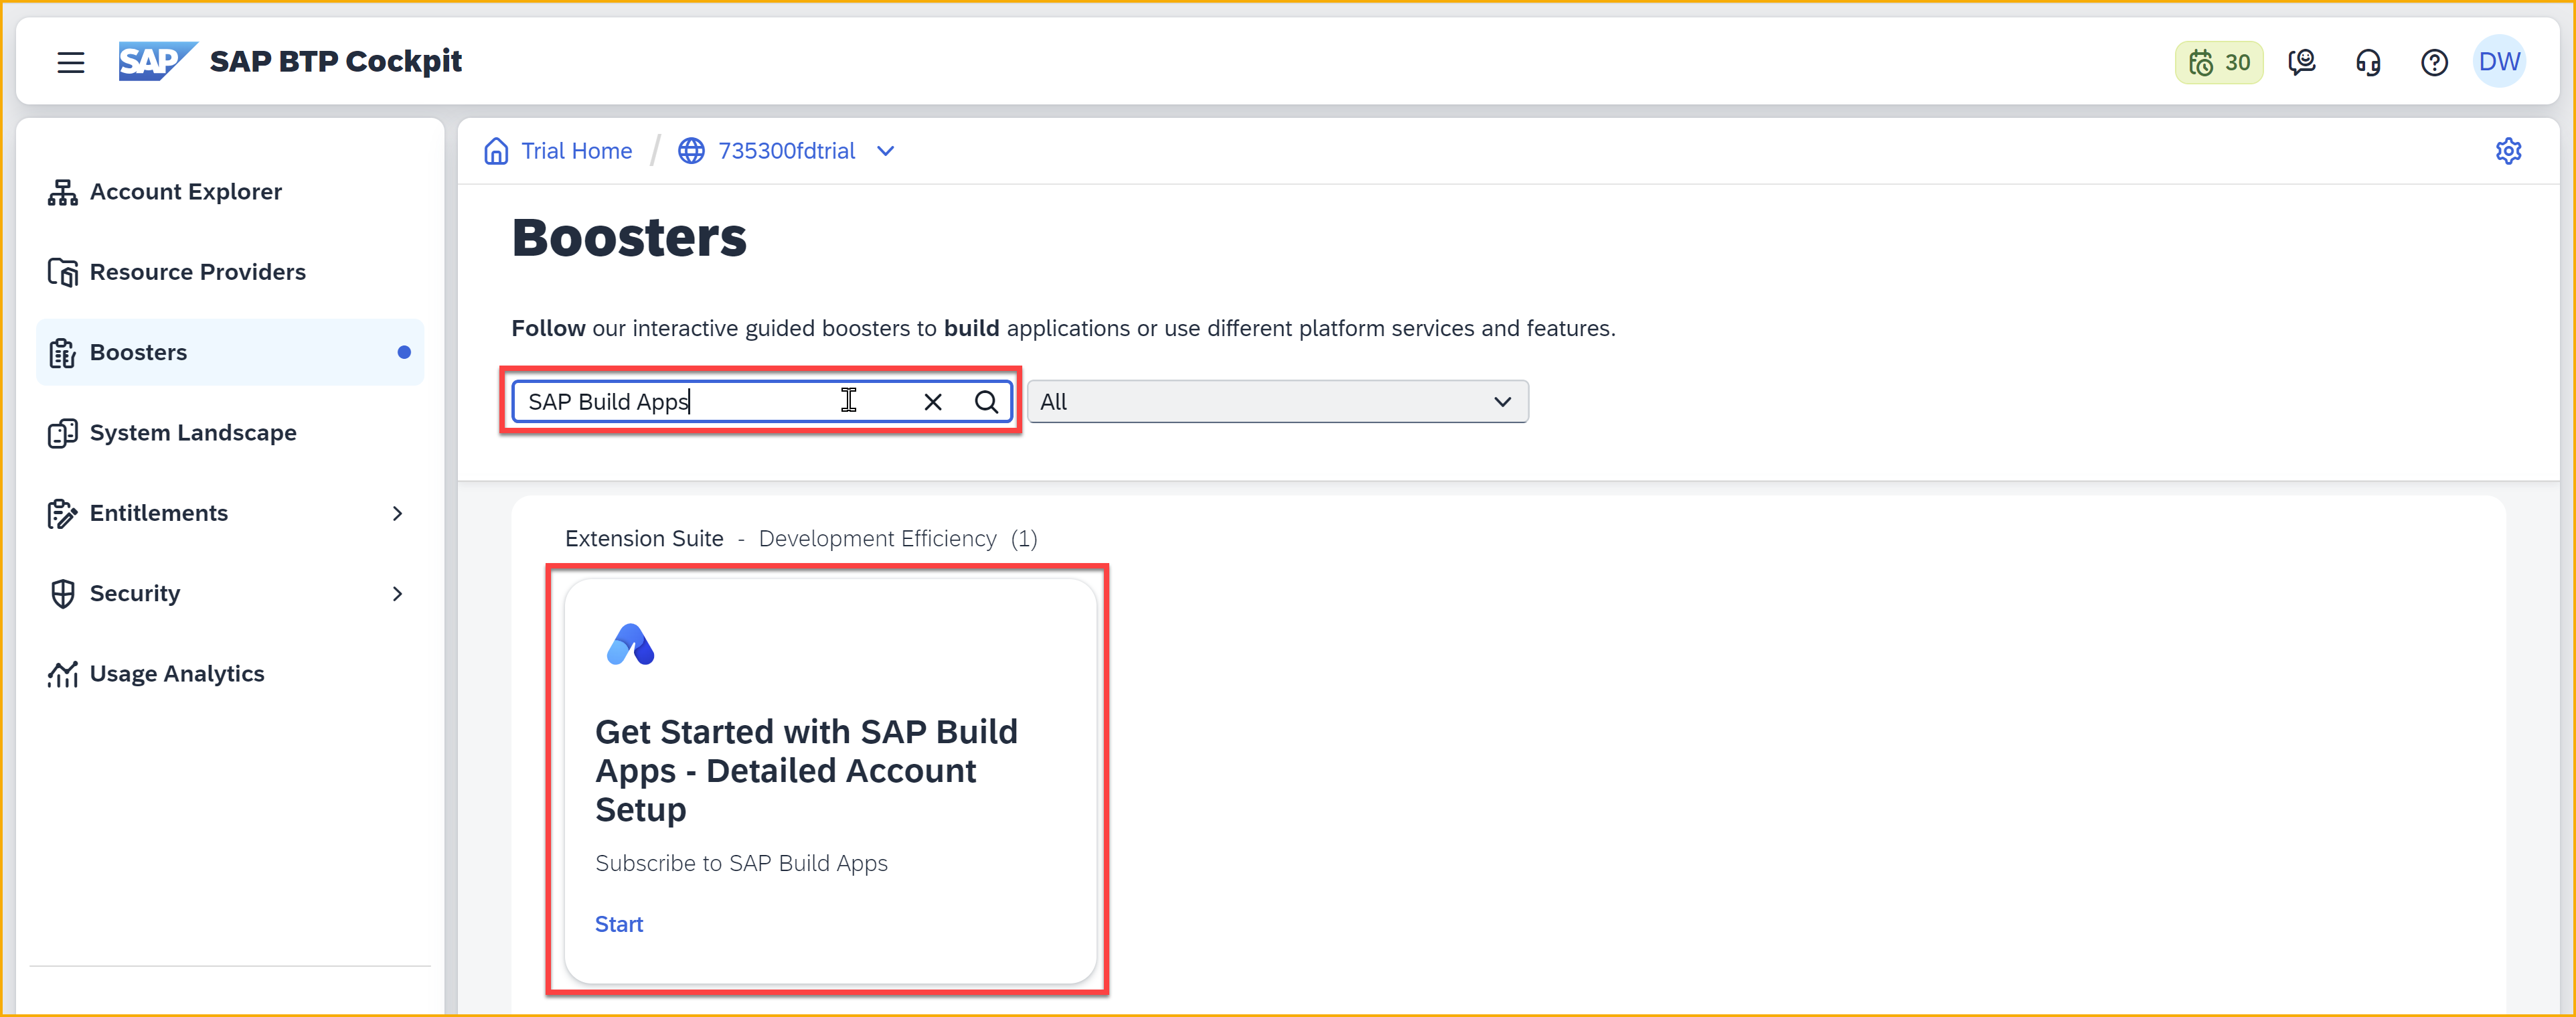 SAP SAP BTP Cockpit
30
DW
Account Explorer
Resource Providers
Boosters
System Landscape
Entitlements
Security
Usage Analytics
Trial Home / 735300fdtrial
Boosters
Follow our interactive guided boosters to build applications or use different platform services and features.
SAP Build Apps
All
Extension Suite - Development Efficiency (1)
Get Started with SAP Build
Apps - Detailed Account
Setup
Subscribe to SAP Build Apps
Start